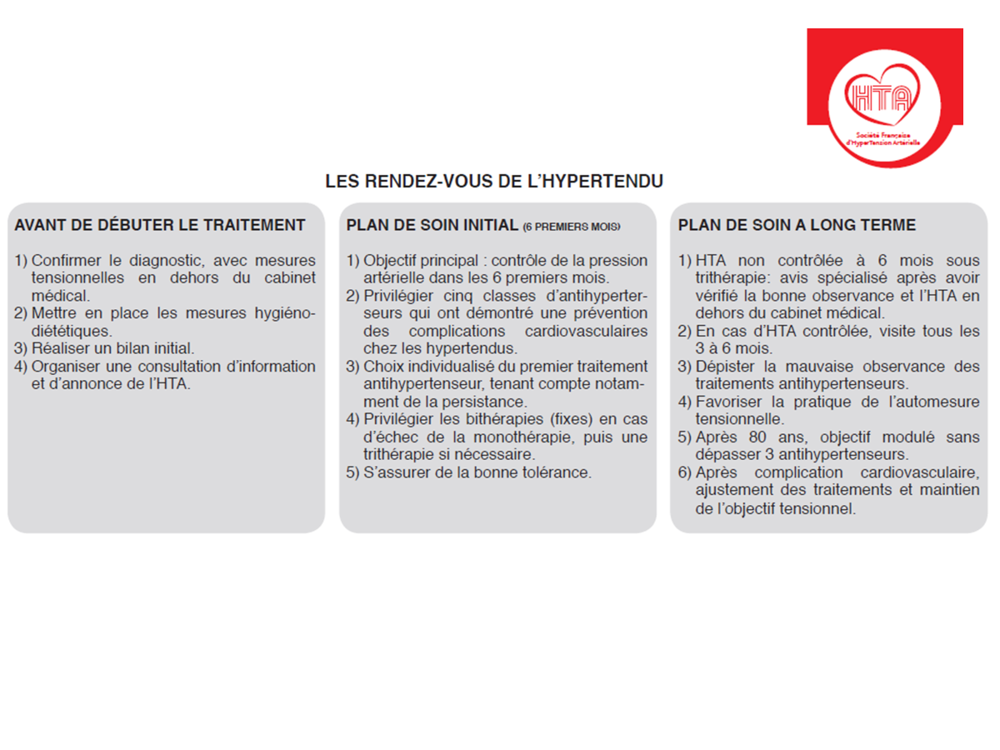 HTA
Société Française
d'HyperTension Artérielle
LES RENDEZ-VOUS DE L'HYPERTENDU
AVANT DE DÉBUTER LE TRAITEMENT
1) Confirmer le diagnostic, avec mesures
tensionnelles en dehors du cabinet
médical.
2) Mettre en place les mesures hygiéno-
diététiques.
3) Réaliser un bilan initial.
4) Organiser une consultation d'information
et d'annonce de l'HTA.
PLAN DE SOIN INITIAL (6 PREMIERS MOIS)
1) Objectif principal : contrôle de la pression
artérielle dans les 6 premiers mois.
2) Privilégier cinq classes d'antihyperten-
seurs qui ont démontré une prévention
des complications cardiovasculaires
chez les hypertendus.
3) Choix individualisé du premier traitement
antihypertenseur, tenant compte notam-
ment de la persistance.
4) Privilégier les bithérapies (fixes) en cas
d'échec de la monothérapie, puis une
trithérapie si nécessaire.
5) S'assurer de la bonne tolérance.
PLAN DE SOIN A LONG TERME
1) HTA non contrôlée à 6 mois sous
trithérapie: avis spécialisé après avoir
vérifié la bonne observance et l'HTA en
dehors du cabinet médical.
2) En cas d'HTA contrôlée, visite tous les
3 à 6 mois.
3) Dépister la mauvaise observance des
traitements antihypertenseurs.
4) Favoriser la pratique de l'automesure
tensionnelle.
5) Après 80 ans, objectif modulé sans
dépasser 3 antihypertenseurs.
6) Après complication cardiovasculaire,
ajustement des traitements et maintien
de l'objectif tensionnel.